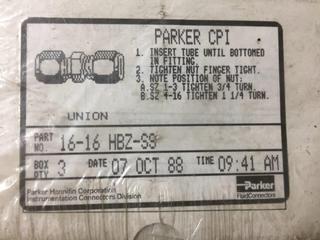 PARKER CPI
1. INSERT TUBE UNTIL BOTTOMED
IN FITTING.
2. TIGHTEN NUT FINGER TIGHT.
3. NOTE POSITION OF NUT;
A.SZ 1-3 TIGHTEN 3/4 TURN.
B.SZ 4-16 TIGHTEN 1 1/4 TURN.
UNION
PART NO. 16-16 HBZ-SS
BOX QTY 3 DATE 07 OCT 88 TIME 09:41 AM
Parker Hannifin Corporation
Instrumentation Connectors Division
Parker
FluidConnectors